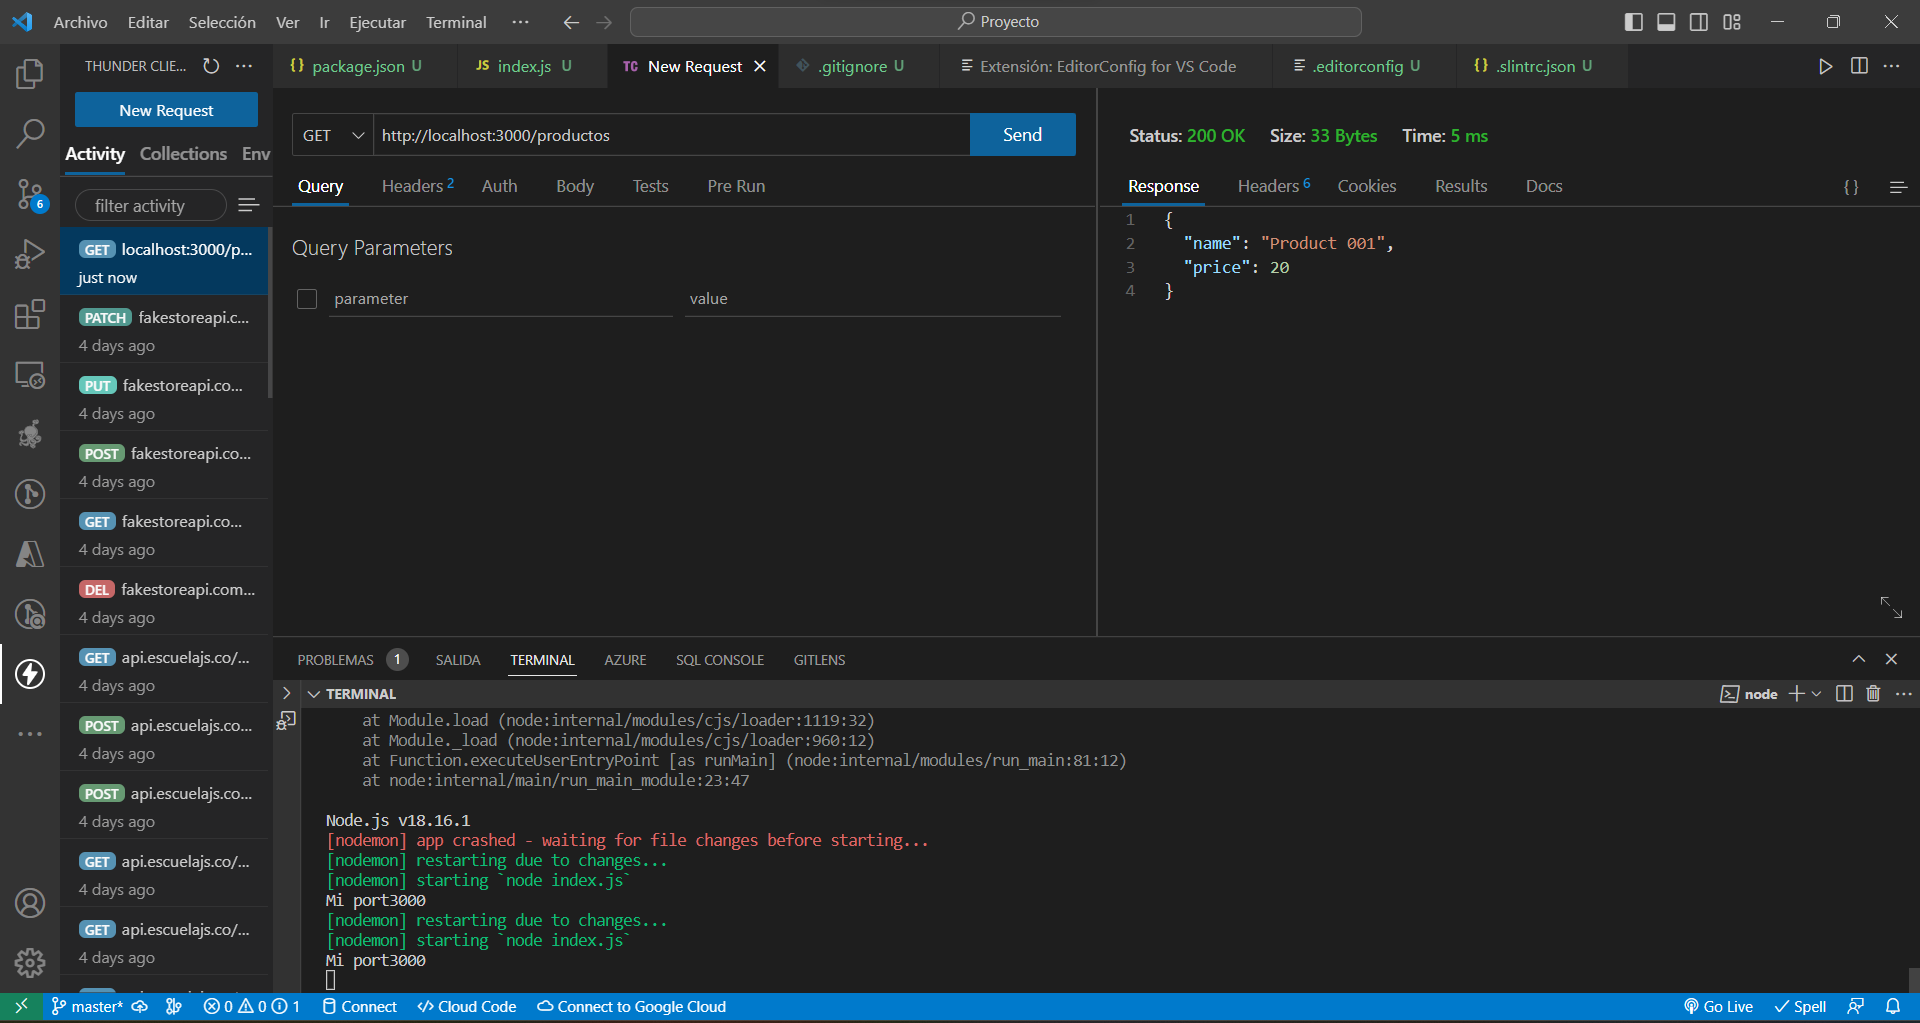 Archivo Editar Selección Ver Ir Ejecutar Terminal ··· Proyecto
THUNDER CLIE... ···
{} package.json U JS index.js U TC New Request .gitignore U Extensión: EditorConfig for VS Code .editorconfig U {} .slintrc.json U ···
New Request
Activity Collections Env
filter activity
GET localhost:3000/p...
just now
PATCH fakestoreapi.c...
4 days ago
PUT fakestoreapi.co...
4 days ago
POST fakestoreapi.co...
4 days ago
GET fakestoreapi.co...
4 days ago
DEL fakestoreapi.com...
4 days ago
GET api.escuelajs.co/...
4 days ago
POST api.escuelajs.co...
4 days ago
POST api.escuelajs.co...
4 days ago
GET api.escuelajs.co/...
4 days ago
GET api.escuelajs.co/...
4 days ago
6
GET http://localhost:3000/productos Send
Query Headers 2 Auth Body Tests Pre Run
Query Parameters
parameter value
Status: 200 OK Size: 33 Bytes Time: 5 ms
Response Headers 6 Cookies Results Docs {}
1 {
2 "name": "Product 001",
3 "price": 20
4 }
PROBLEMAS 1 SALIDA TERMINAL AZURE SQL CONSOLE GITLENS
TERMINAL node ···
at Module.load (node:internal/modules/cjs/loader:1119:32)
at Module._load (node:internal/modules/cjs/loader:960:12)
at Function.executeUserEntryPoint [as runMain] (node:internal/modules/run_main:81:12)
at node:internal/main/run_main_module:23:47
Node.js v18.16.1
[nodemon] app crashed - waiting for file changes before starting...
[nodemon] restarting due to changes...
[nodemon] starting `node index.js`
Mi port3000
[nodemon] restarting due to changes...
[nodemon] starting `node index.js`
Mi port3000
master* 0 0 1 Connect Cloud Code Connect to Google Cloud Go Live Spell